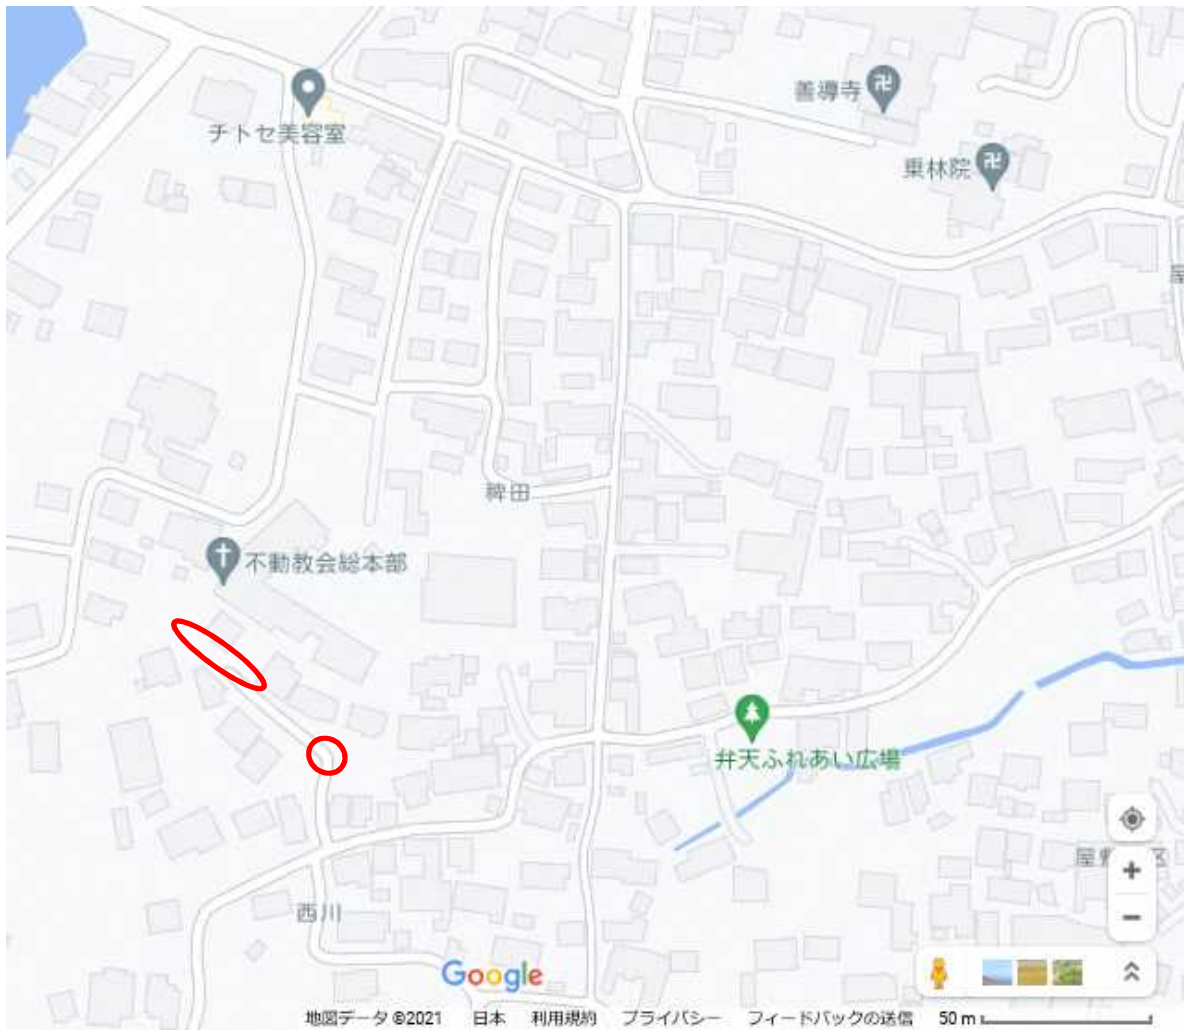 善導寺
チトセ美容室
東林院
屋
稗田
不動教会総本部
弁天ふれあい広場
西川
Google
地図データ ©2021 日本 利用規約 プライバシー フィードバックの送信 50 m